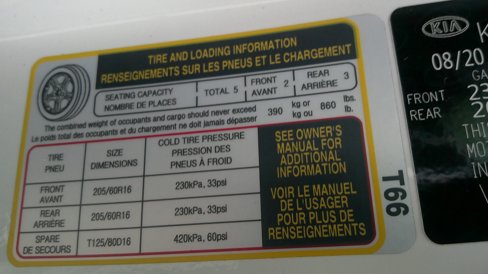 TIRE AND LOADING INFORMATION
RENSEIGNEMENTS SUR LES PNEUS ET LE CHARGEMENT
SEATING CAPACITY
NOMBRE DE PLACES
TOTAL 5
FRONT
AVANT
2
REAR
ARRIÈRE
3
The combined weight of occupants and cargo should never exceed
Le poids total des occupants et du chargement ne doit jamais dépasser
390 kg or 860 lbs.
kg ou lb.
TIRE
PNEU
SIZE
DIMENSIONS
COLD TIRE PRESSURE
PRESSION DES
PNEUS À FROID
FRONT
AVANT
205/60R16
230kPa, 33psi
REAR
ARRIÈRE
205/60R16
230kPa, 33psi
SPARE
DE SECOURS
T125/80D16
420kPa, 60psi
SEE OWNER'S
MANUAL FOR
ADDITIONAL
INFORMATION
VOIR LE MANUEL
DE L'USAGER
POUR PLUS DE
RENSEIGNEMENTS
T66
KIA
08/20
FRONT
REAR